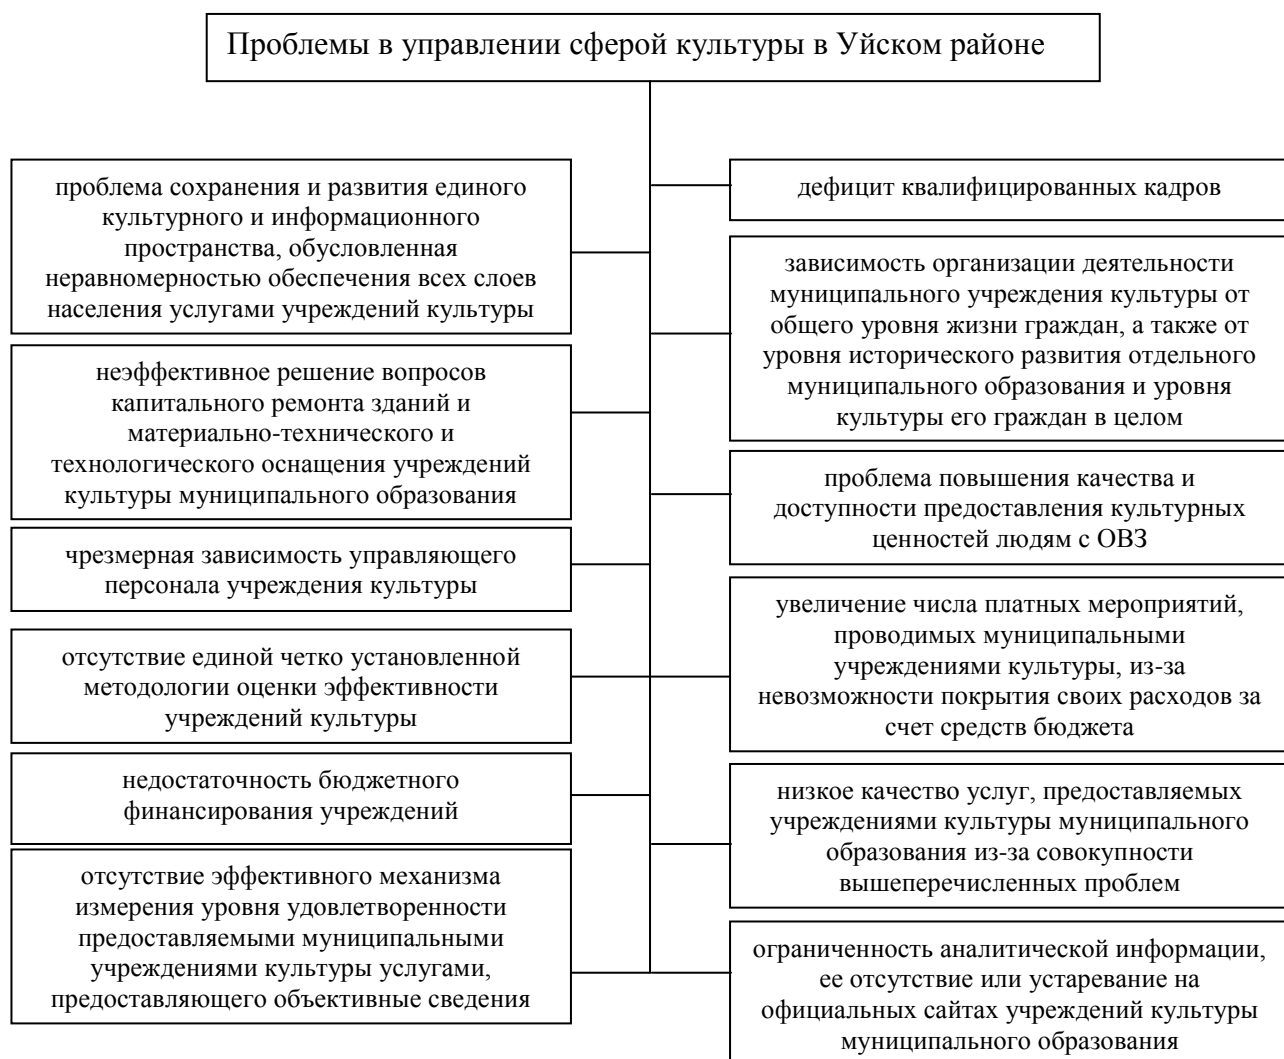 Проблемы в управлении сферой культуры в Уйском районе
проблема сохранения и развития единого
культурного и информационного
пространства, обусловленная
неравномерностью обеспечения всех слоев
населения услугами учреждений культуры
неэффективное решение вопросов
капитального ремонта зданий и
материально-технического и
технологического оснащения учреждений
культуры муниципального образования
чрезмерная зависимость управляющего
персонала учреждения культуры
отсутствие единой четко установленной
методологии оценки эффективности
учреждений культуры
недостаточность бюджетного
финансирования учреждений
отсутствие эффективного механизма
измерения уровня удовлетворенности
предоставляемыми муниципальными
учреждениями культуры услугами,
предоставляющего объективные сведения
дефицит квалифицированных кадров
зависимость организации деятельности
муниципального учреждения культуры от
общего уровня жизни граждан, а также от
уровня исторического развития отдельного
муниципального образования и уровня
культуры его граждан в целом
проблема повышения качества и
доступности предоставления культурных
ценностей людям с ОВЗ
увеличение числа платных мероприятий,
проводимых муниципальными
учреждениями культуры, из-за
невозможности покрытия своих расходов за
счет средств бюджета
низкое качество услуг, предоставляемых
учреждениями культуры муниципального
образования из-за совокупности
вышеперечисленных проблем
ограниченность аналитической информации,
ее отсутствие или устаревание на
официальных сайтах учреждений культуры
муниципального образования